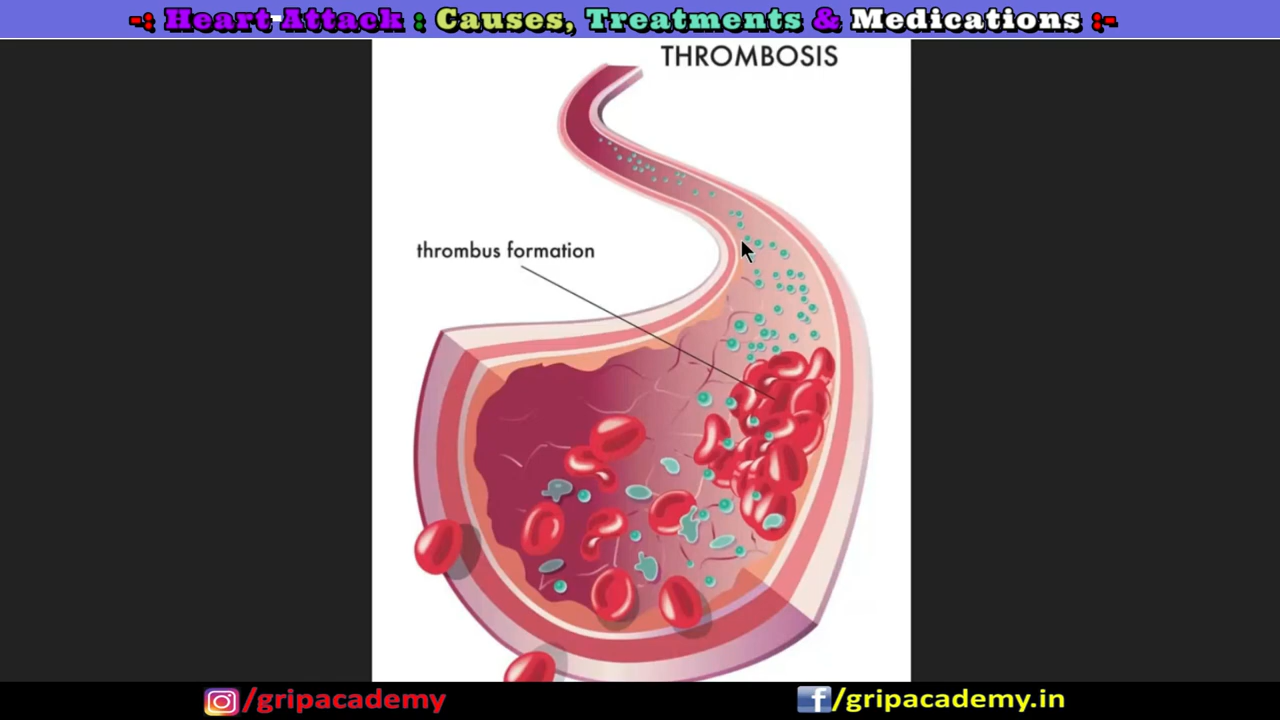 -: Heart Attack : Causes, Treatments & Medications :-
THROMBOSIS
thrombus formation
/gripacademy
/gripacademy.in